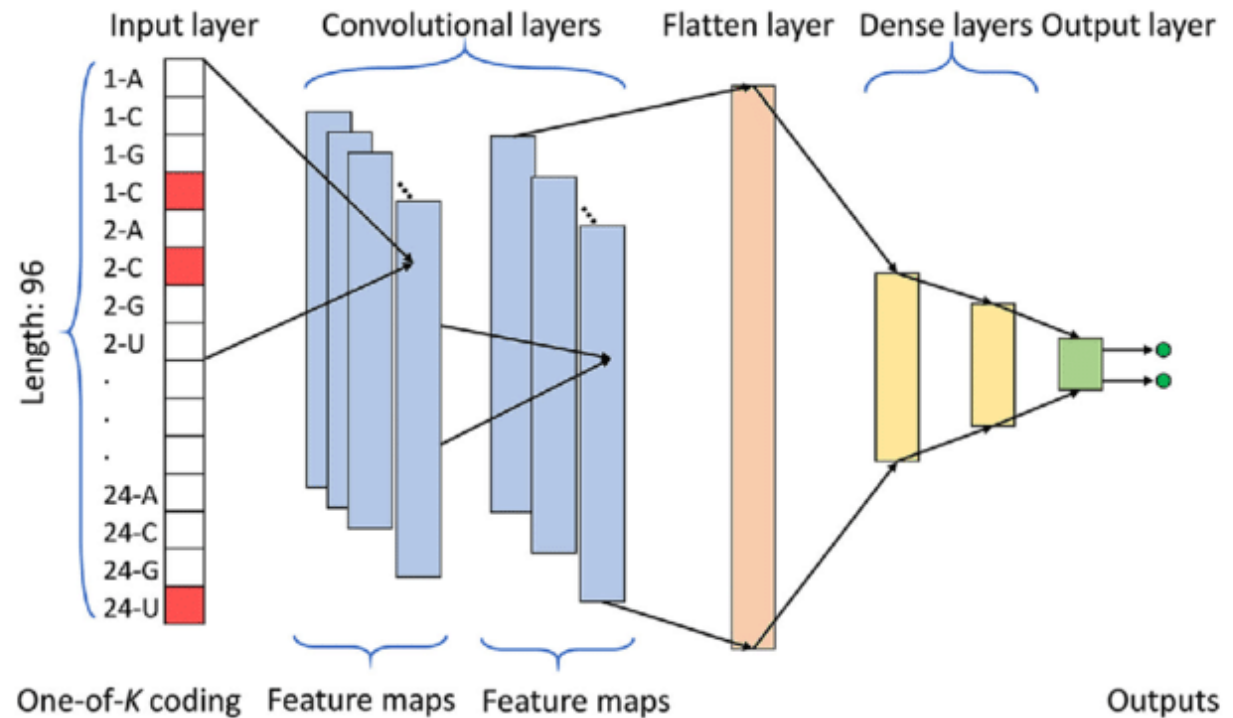 Input layer
Convolutional layers
Flatten layer
Dense layers
Output layer
Length: 96
1-A
1-C
1-G
1-C
2-A
2-C
2-G
2-U
.
.
.
24-A
24-C
24-G
24-U
One-of-K coding
Feature maps
Feature maps
Outputs